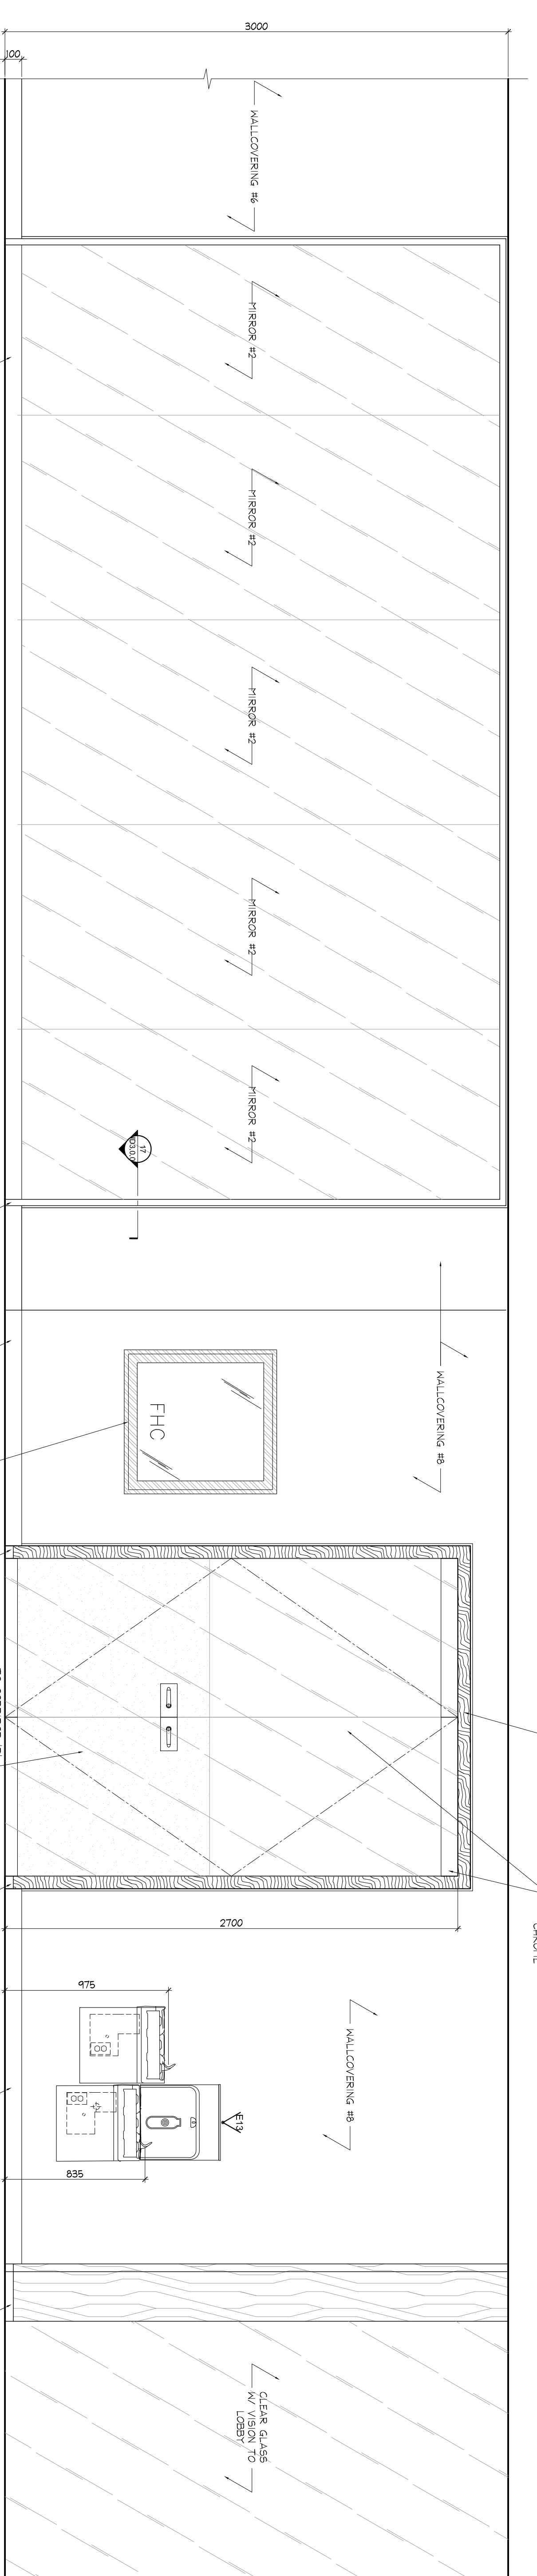 3000
100
WALLCOVERING #6
MIRROR #2
MIRROR #2
MIRROR #2
MIRROR #2
MIRROR #2
17
ID3.0.0
WALLCOVERING #8
FHC
2700
975
WALLCOVERING #8
E13
835
CLEAR GLASS
W/ VISION TO
LOBBY